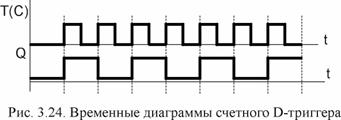 T(C)
t
Q
t
Рис. 3.24. Временные диаграммы счетного D-триггера